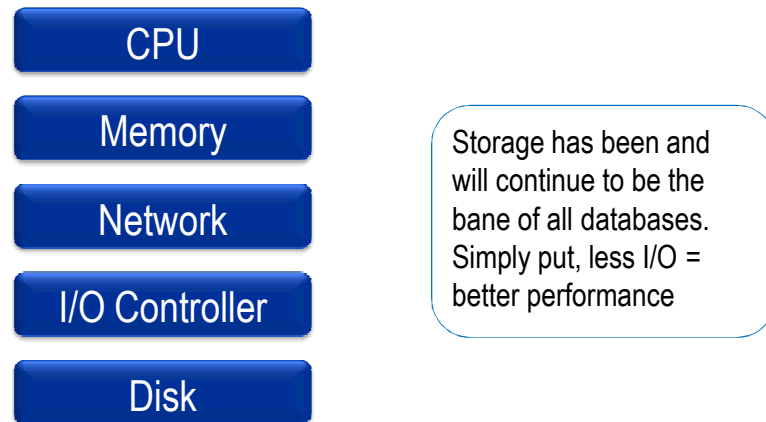 CPU
Memory
Network
I/O Controller
Disk
Storage has been and
will continue to be the
bane of all databases.
Simply put, less I/O =
better performance